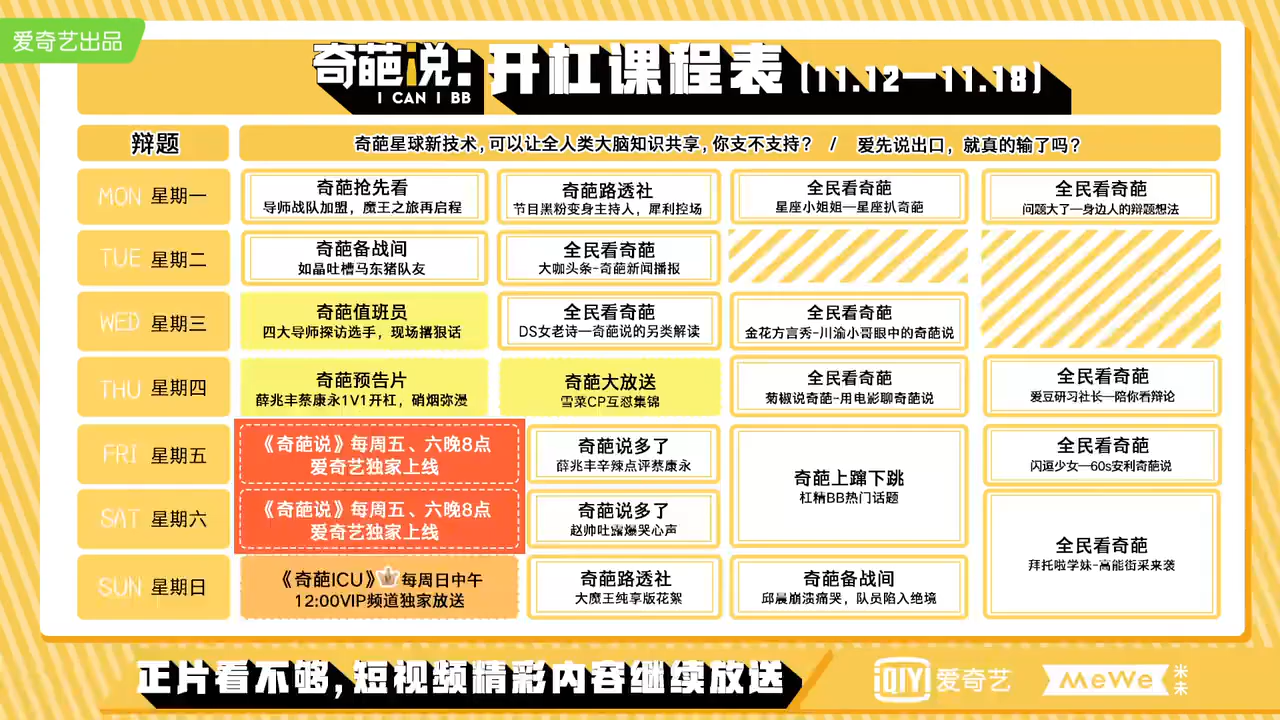 爱奇艺出品
奇葩说:开杠课程表(11.12—11.18)
I CAN I BB
辩题
奇葩星球新技术,可以让全人类大脑知识共享,你支不支持? / 爱先说出口,就真的输了吗?
MON 星期一
奇葩抢先看
导师战队加盟,魔王之旅再启程
奇葩路透社
节目黑粉变身主持人,犀利控场
全民看奇葩
星座小姐姐—星座扒奇葩
全民看奇葩
问题大了—身边人的辩题想法
TUE 星期二
奇葩备战间
如晶吐槽马东猪队友
全民看奇葩
大咖头条-奇葩新闻播报
WED 星期三
奇葩值班员
四大导师探访选手,现场撂狠话
全民看奇葩
DS女老诗—奇葩说的另类解读
全民看奇葩
金花方言秀-川渝小哥眼中的奇葩说
THU 星期四
奇葩预告片
薛兆丰蔡康永1V1开杠,硝烟弥漫
奇葩大放送
雪菜CP互怼集锦
全民看奇葩
菊椒说奇葩-用电影聊奇葩说
全民看奇葩
爱豆研习社长—陪你看辩论
FRI 星期五
《奇葩说》每周五、六晚8点
爱奇艺独家上线
奇葩说多了
薛兆丰辛辣点评蔡康永
奇葩上蹿下跳
杠精BB热门话题
全民看奇葩
闪逗少女—60s安利奇葩说
SAT 星期六
《奇葩说》每周五、六晚8点
爱奇艺独家上线
奇葩说多了
赵帅吐露爆哭心声
全民看奇葩
拜托啦学妹-高能街采来袭
SUN 星期日
《奇葩ICU》每周日中午
12:00VIP频道独家放送
奇葩路透社
大魔王纯享版花絮
奇葩备战间
邱晨崩溃痛哭,队员陷入绝境
正片看不够,短视频精彩内容继续放送
iQIY 爱奇艺
MeWe 米未